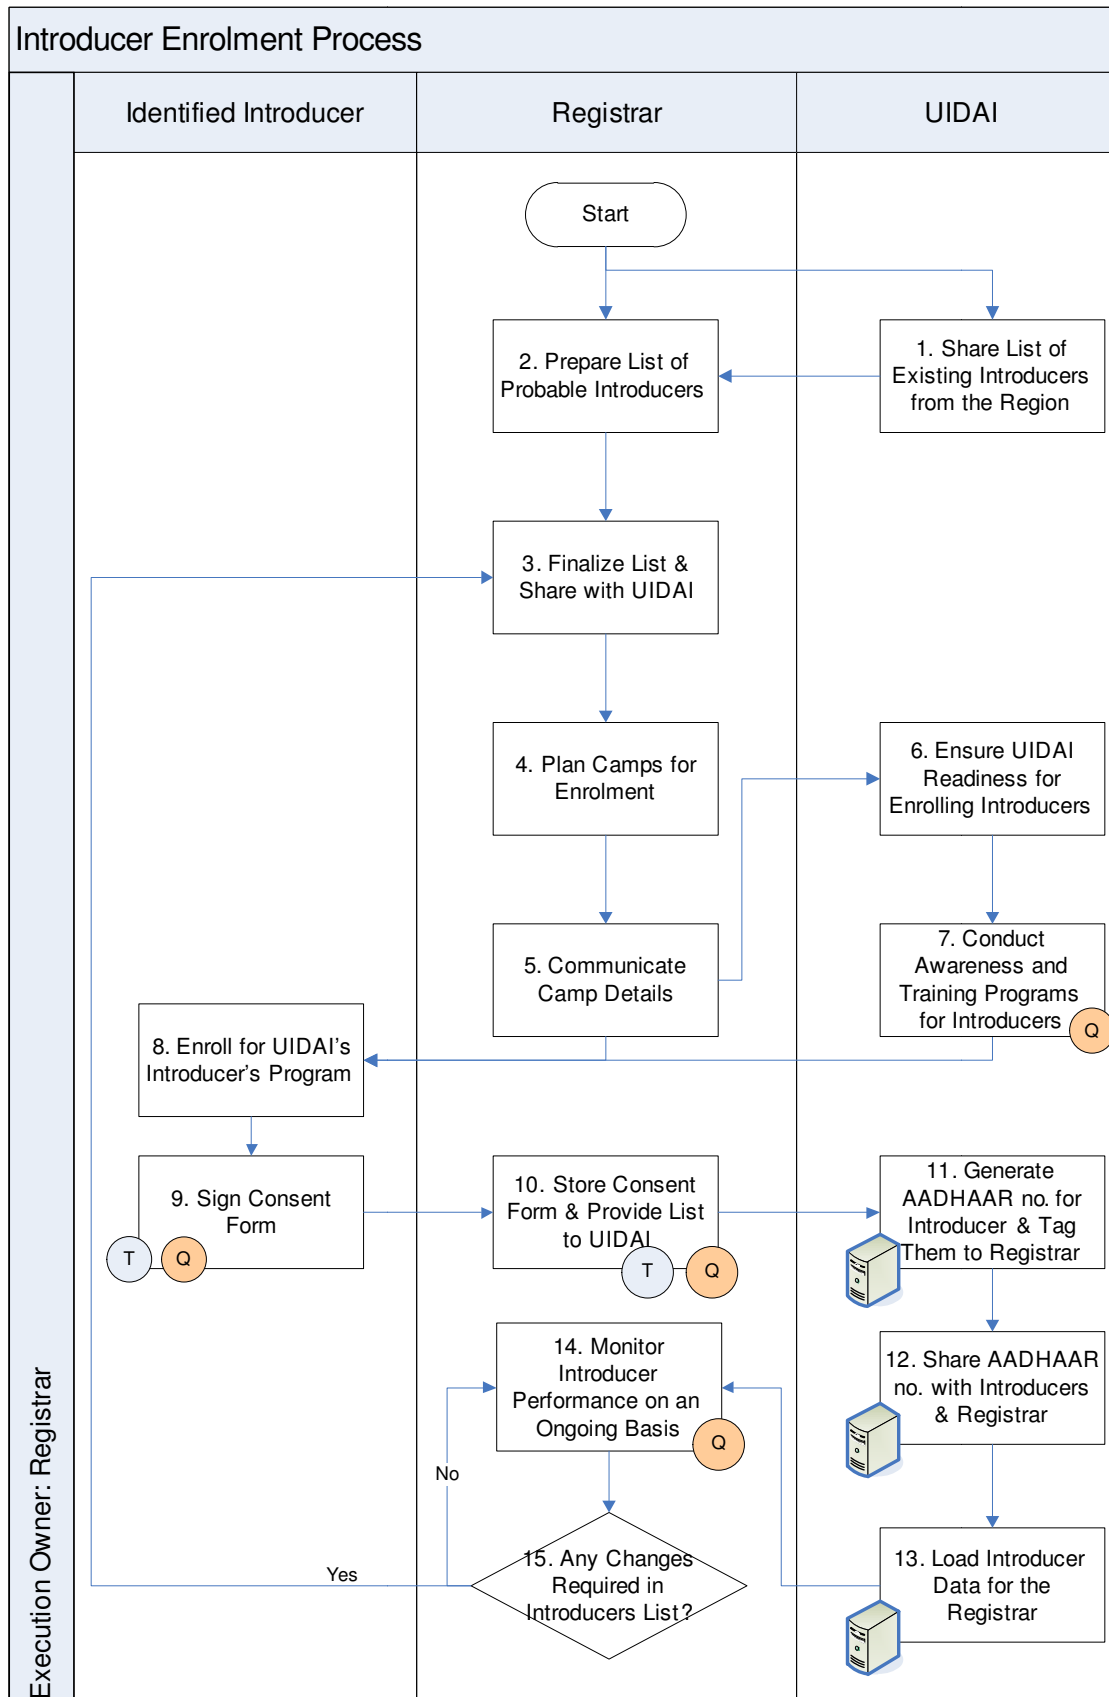 Introducer Enrolment Process
Identified Introducer
Registrar
UIDAI
Execution Owner: Registrar
Start
2. Prepare List of
Probable Introducers
1. Share List of
Existing Introducers
from the Region
3. Finalize List &
Share with UIDAI
4. Plan Camps for
Enrolment
6. Ensure UIDAI
Readiness for
Enrolling Introducers
5. Communicate
Camp Details
7. Conduct
Awareness and
Training Programs
for Introducers
Q
8. Enroll for UIDAI’s
Introducer’s Program
9. Sign Consent
Form
T
Q
10. Store Consent
Form & Provide List
to UIDAI
T
Q
11. Generate
AADHAAR no. for
Introducer & Tag
Them to Registrar
14. Monitor
Introducer
Performance on an
Ongoing Basis
Q
12. Share AADHAAR
no. with Introducers
& Registrar
No
15. Any Changes
Required in
Introducers List?
Yes
13. Load Introducer
Data for the
Registrar